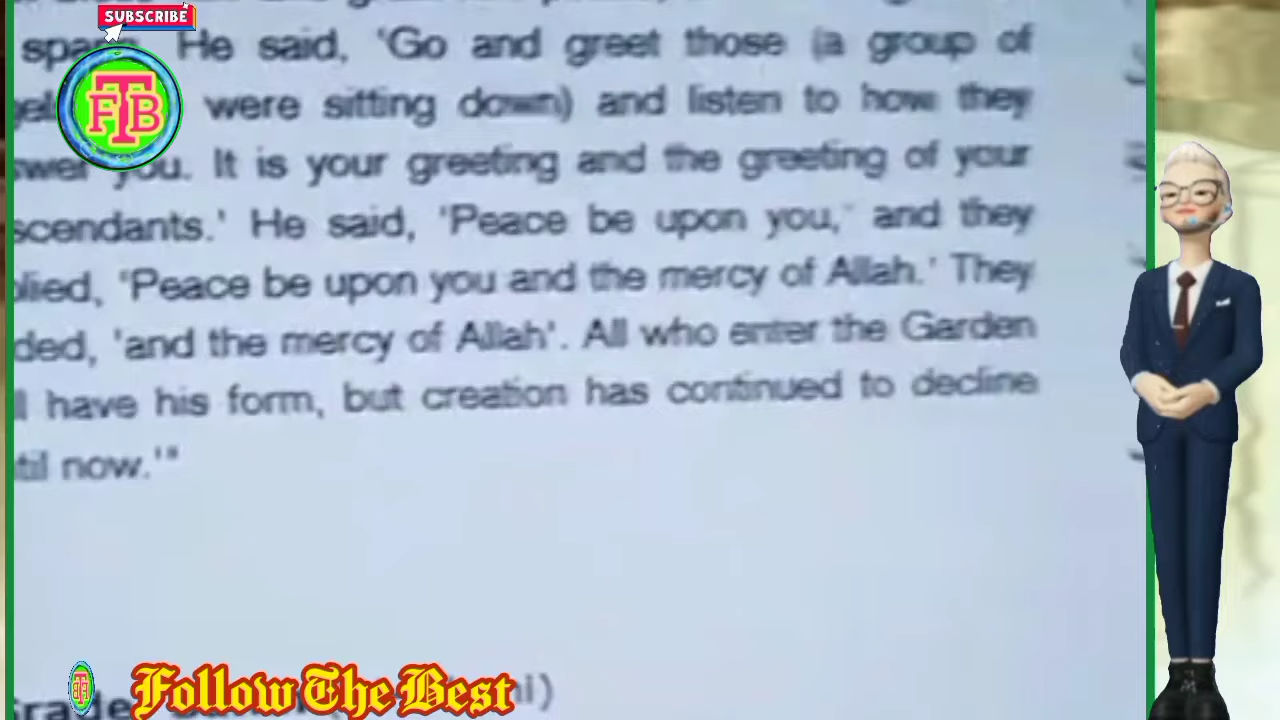 SUBSCRIBE
He said, 'Go and greet those (a group of
were sitting down) and listen to how they
you. It is your greeting and the greeting of your
scendants.' He said, 'Peace be upon you,' and they
plied, 'Peace be upon you and the mercy of Allah.' They
ded, 'and the mercy of Allah'. All who enter the Garden
ll have his form, but creation has continued to decline
til now.'"
FTB
Follow The Best